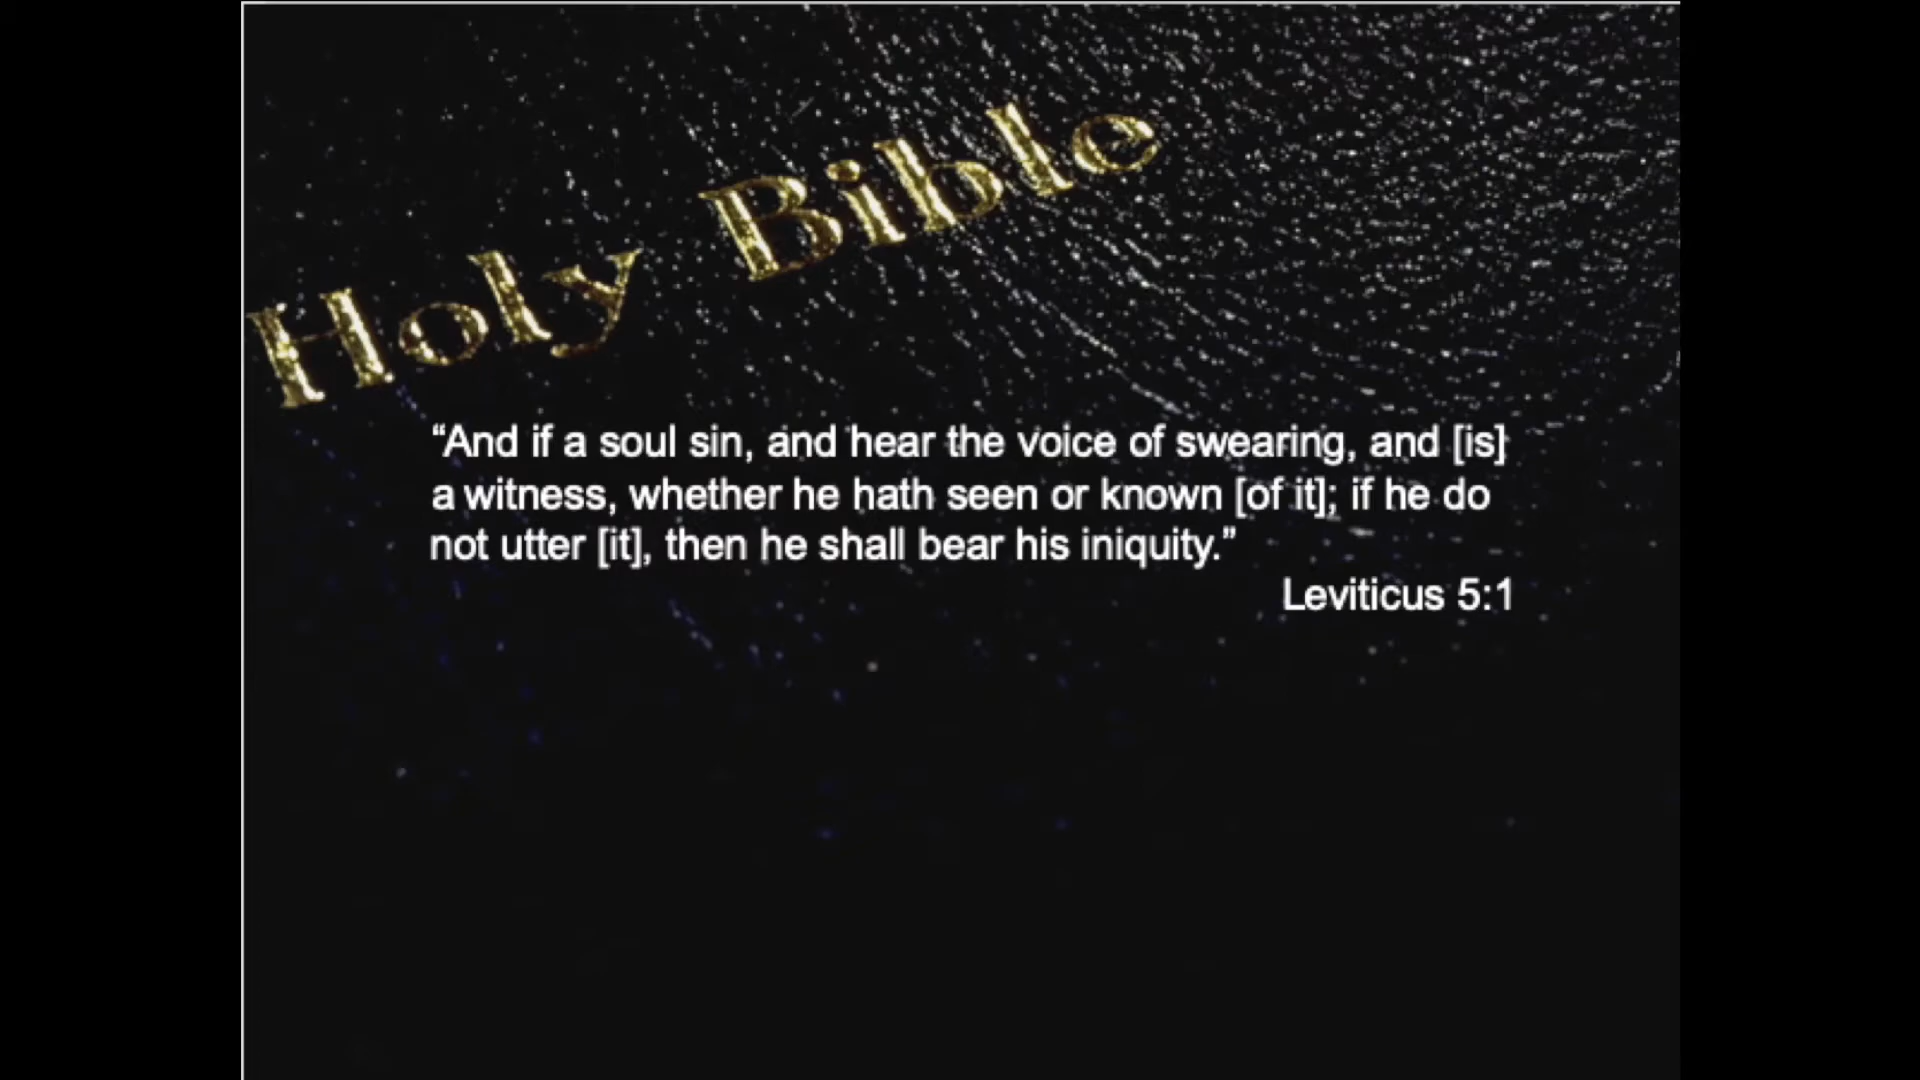 Holy Bible
“And if a soul sin, and hear the voice of swearing, and [is]
a witness, whether he hath seen or known [of it]; if he do
not utter [it], then he shall bear his iniquity.”
Leviticus 5:1